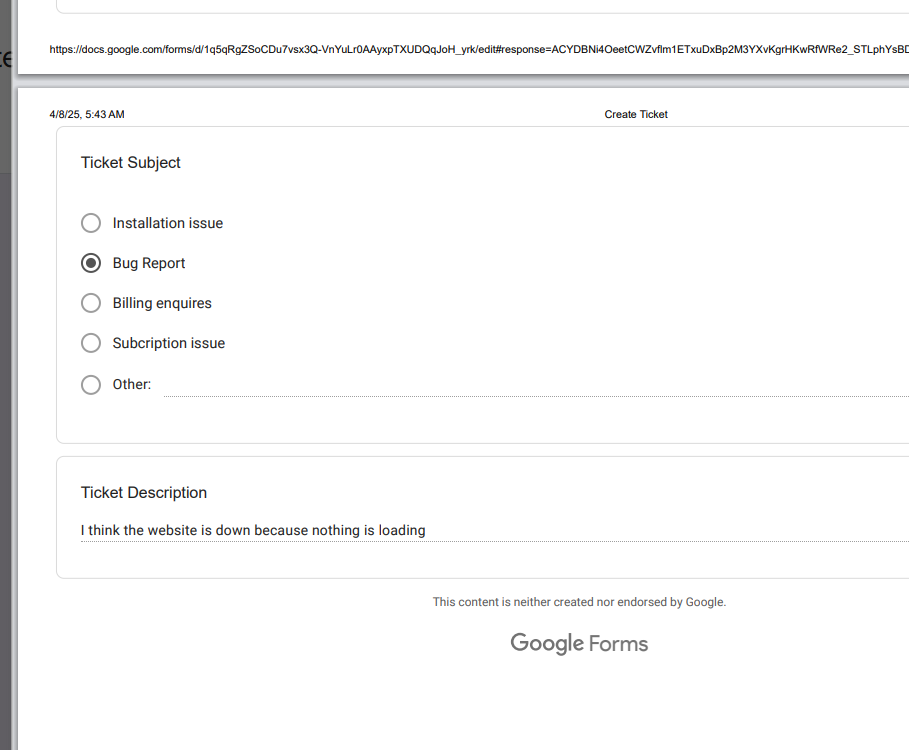 https://docs.google.com/forms/d/1q5qRgZSoCDu7vsx3Q-VnYuLr0AAyxpTXUDQqJoH_yrk/edit#response=ACYDBNi4OeetCWZvflm1ETxuDxBp2M3YXvKgrHKwRfWRe2_STLphYsBD
4/8/25, 5:43 AM Create Ticket
Ticket Subject
Installation issue
Bug Report
Billing enquires
Subcription issue
Other:
Ticket Description
I think the website is down because nothing is loading
This content is neither created nor endorsed by Google.
Google Forms